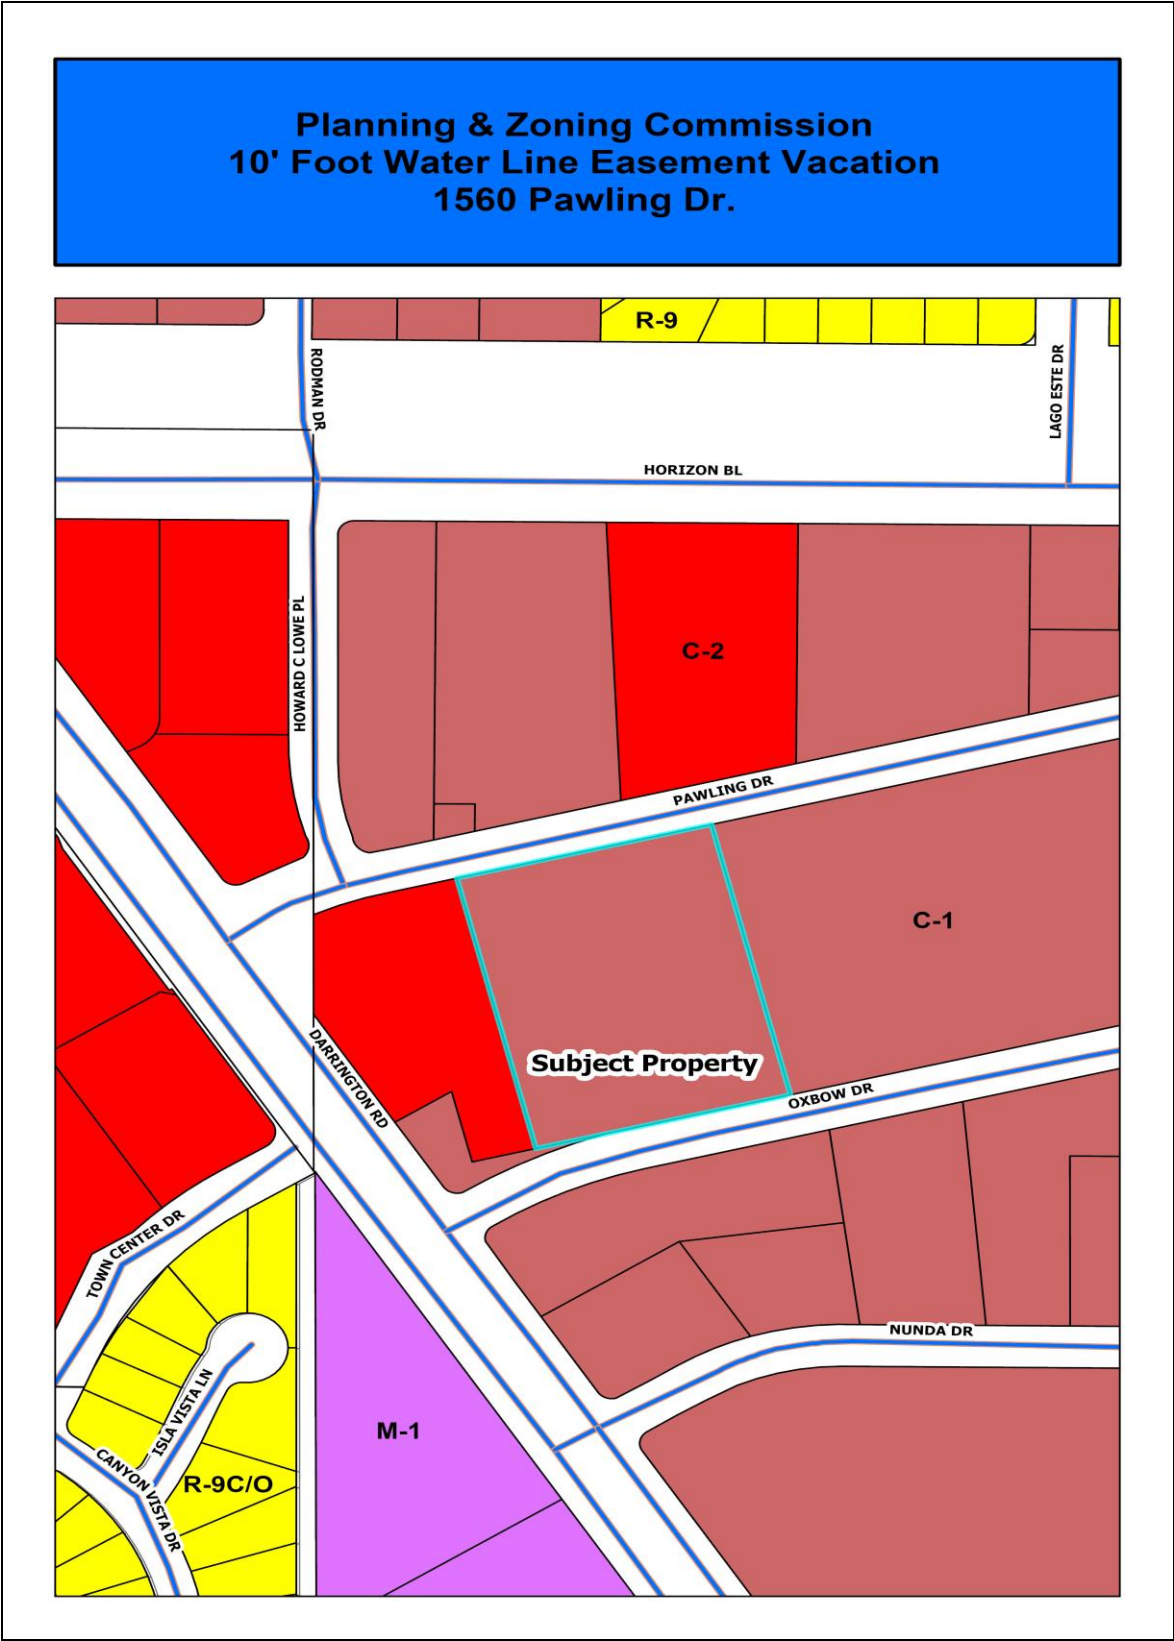 Planning & Zoning Commission
10' Foot Water Line Easement Vacation
1560 Pawling Dr.
R-9
RODMAN DR
LAGO ESTE DR
HORIZON BL
HOWARD C LOWE PL
C-2
PAWLING DR
C-1
DARRINGTON RD
Subject Property
OXBOW DR
TOWN CENTER DR
NUNDA DR
ISLA VISTA LN
M-1
CANYON VISTA DR
R-9C/O